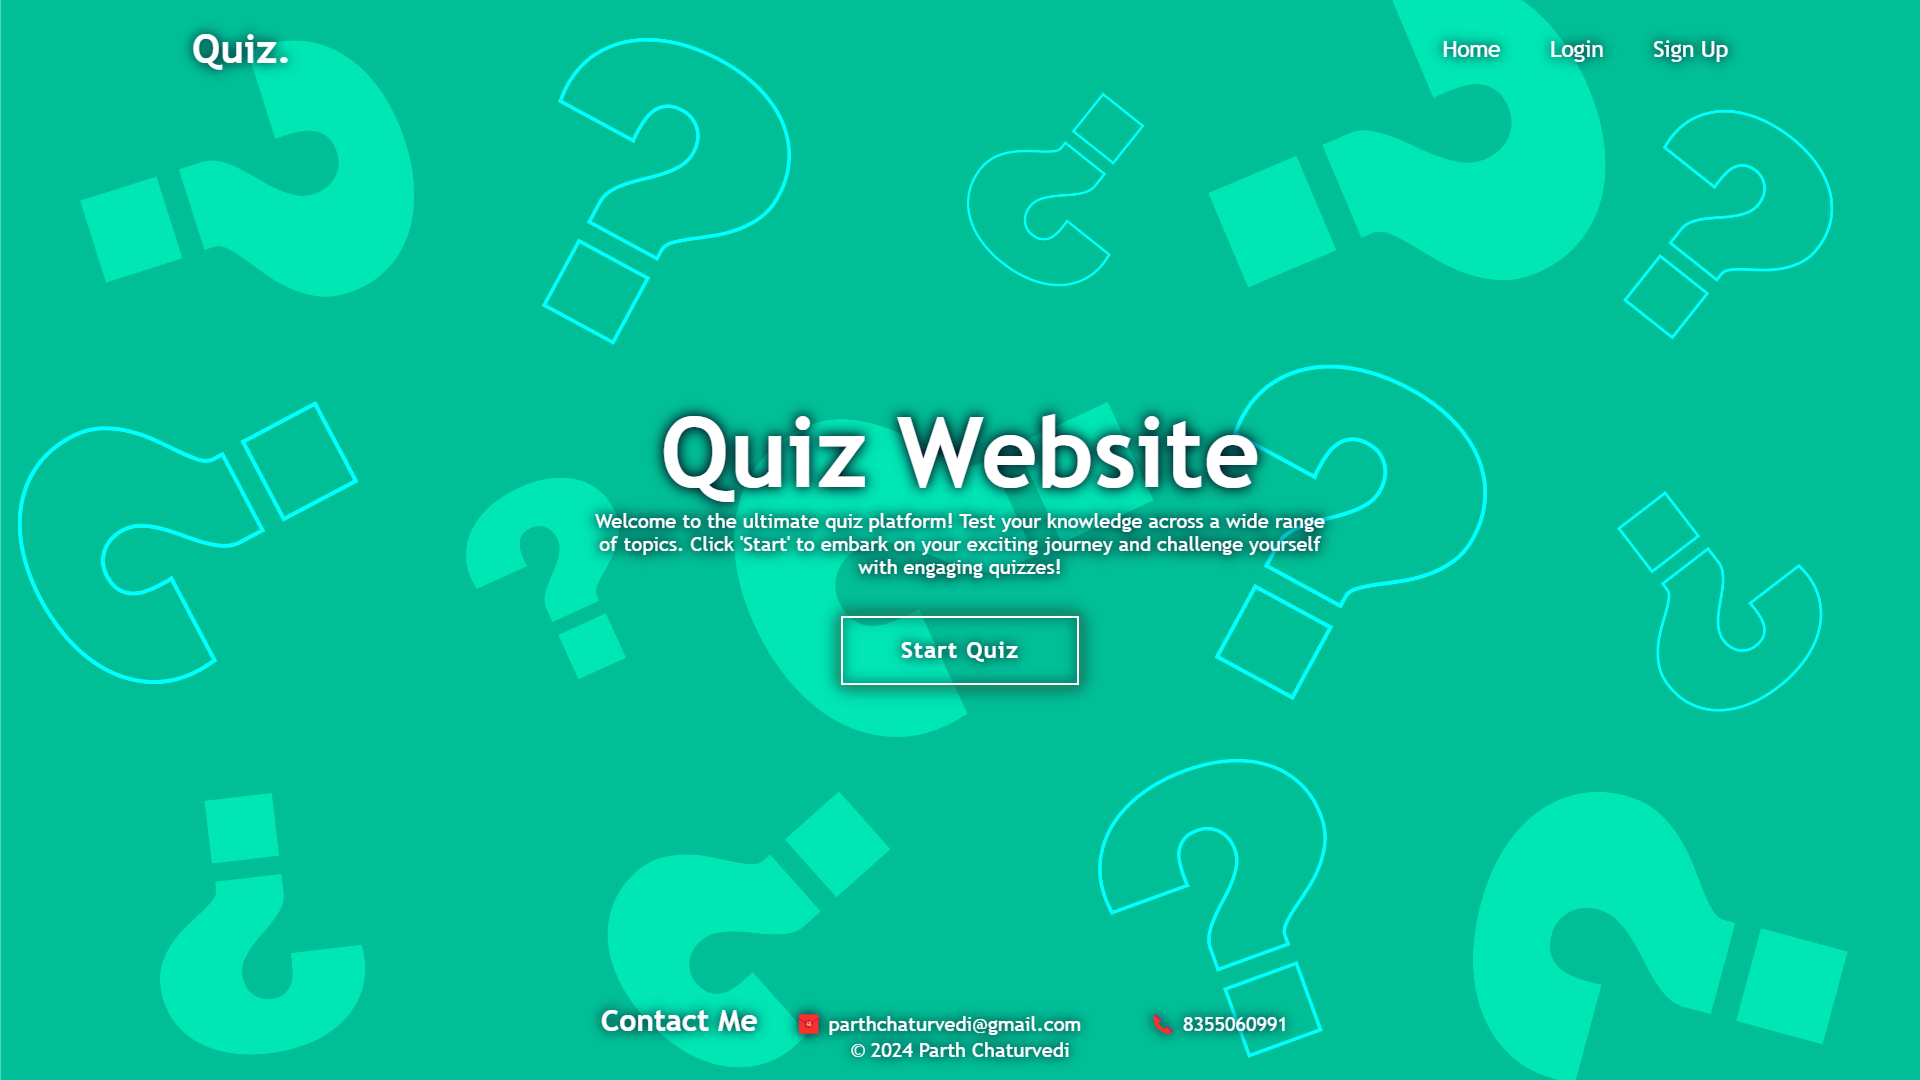 Quiz.
Home Login Sign Up
Quiz Website
Welcome to the ultimate quiz platform! Test your knowledge across a wide range
of topics. Click 'Start' to embark on your exciting journey and challenge yourself
with engaging quizzes!
Start Quiz
Contact Me parthchaturvedi@gmail.com 8355060991
© 2024 Parth Chaturvedi